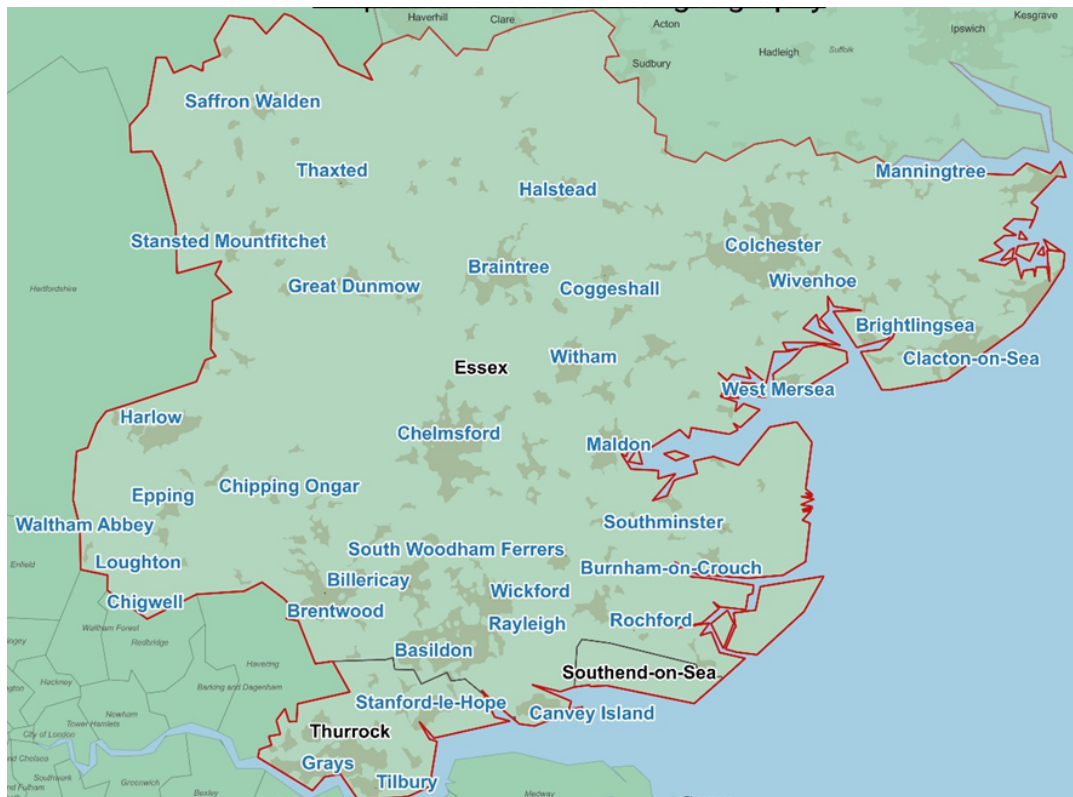 Haverhill
Clare
Acton
Kesgrave
Ipswich
Hadleigh
Suffolk
Sudbury
Saffron Walden
Thaxted
Manningtree
Halstead
Stansted Mountfitchet
Colchester
Braintree
Wivenhoe
Great Dunmow
Coggeshall
Hertfordshire
Brightlingsea
Witham
Clacton-on-Sea
Essex
West Mersea
Harlow
Chelmsford
Maldon
Chipping Ongar
Epping
Waltham Abbey
Southminster
South Woodham Ferrers
Loughton
Enfield
Burnham-on-Crouch
Billericay
Wickford
Chigwell
Brentwood
Rochford
Rayleigh
Waltham Forest
Redbridge
Basildon
Havering
Southend-on-Sea
Hackney
Barking and Dagenham
Stanford-le-Hope
Canvey Island
Newham
Tower Hamlets
Thurrock
City of London
Grays
Southwark
Greenwich
Tilbury
Bexley
Medway